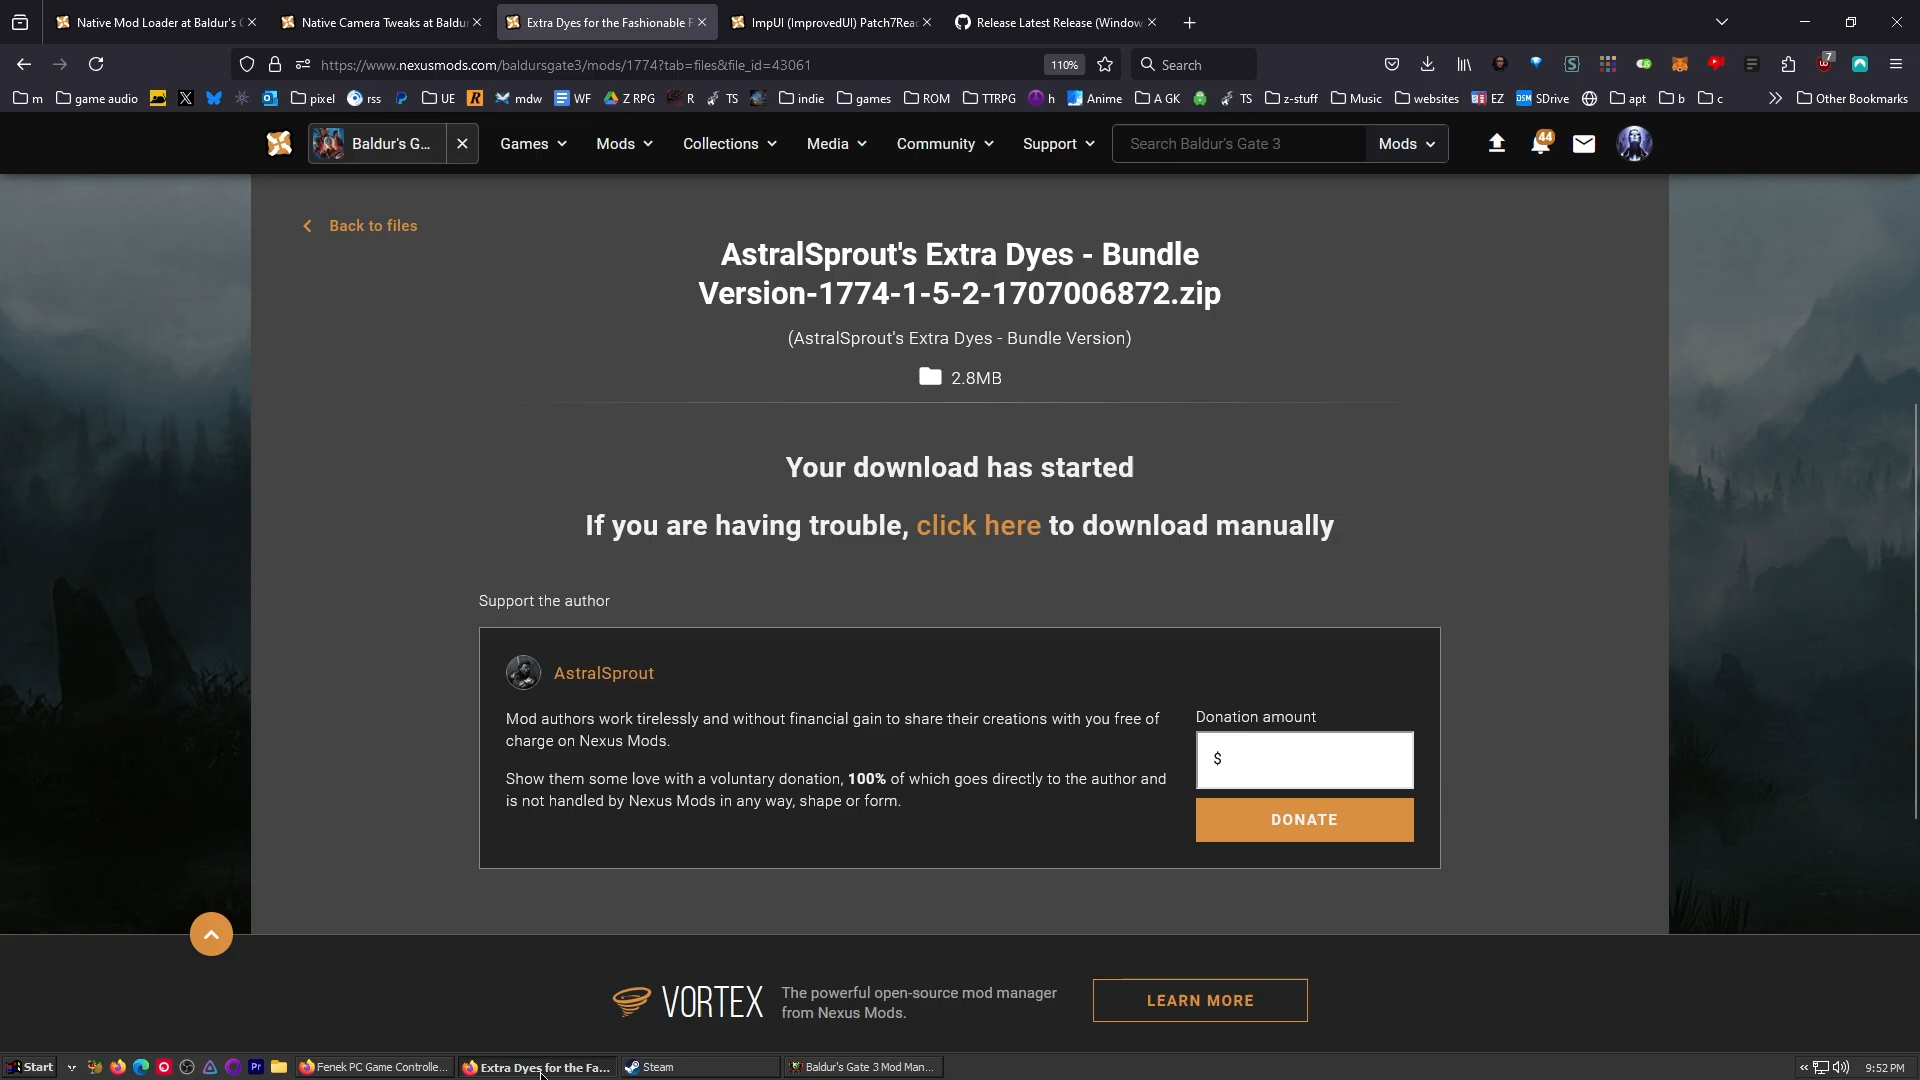 Native Mod Loader at Baldur's G
Native Camera Tweaks at Baldur
Extra Dyes for the Fashionable F
ImpUI (ImprovedUI) Patch7Read
Release Latest Release (Window
https://www.nexusmods.com/baldursgate3/mods/1774?tab=files&file_id=43061
110%
Search
7
m
game audio
pixel
rss
UE
mdw
WF
Z RPG
R
TS
indie
games
ROM
TTRPG
h
Anime
A GK
TS
z-stuff
Music
websites
EZ
SDrive
apt
b
c
Other Bookmarks
Baldur's G...
Games
Mods
Collections
Media
Community
Support
Search Baldur's Gate 3
Mods
44
Back to files
AstralSprout's Extra Dyes - Bundle
Version-1774-1-5-2-1707006872.zip
(AstralSprout's Extra Dyes - Bundle Version)
2.8MB
Your download has started
If you are having trouble, click here to download manually
Support the author
AstralSprout
Mod authors work tirelessly and without financial gain to share their creations with you free of
charge on Nexus Mods.
Show them some love with a voluntary donation, 100% of which goes directly to the author and
is not handled by Nexus Mods in any way, shape or form.
Donation amount
$
DONATE
VORTEX
The powerful open-source mod manager
from Nexus Mods.
LEARN MORE
Start
Pr
Fenek PC Game Controlle...
Extra Dyes for the Fa...
Steam
Baldur's Gate 3 Mod Man...
9:52 PM